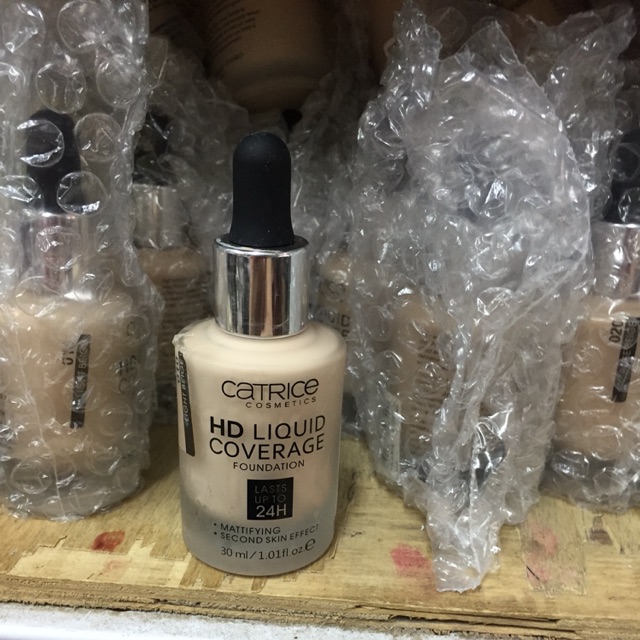 CATRICE
COSMETICS
HD LIQUID
COVERAGE
FOUNDATION
LASTS
UP TO
24H
• MATTIFYING
• SECOND SKIN EFFECT
30 ml / 1.01 fl.oz e